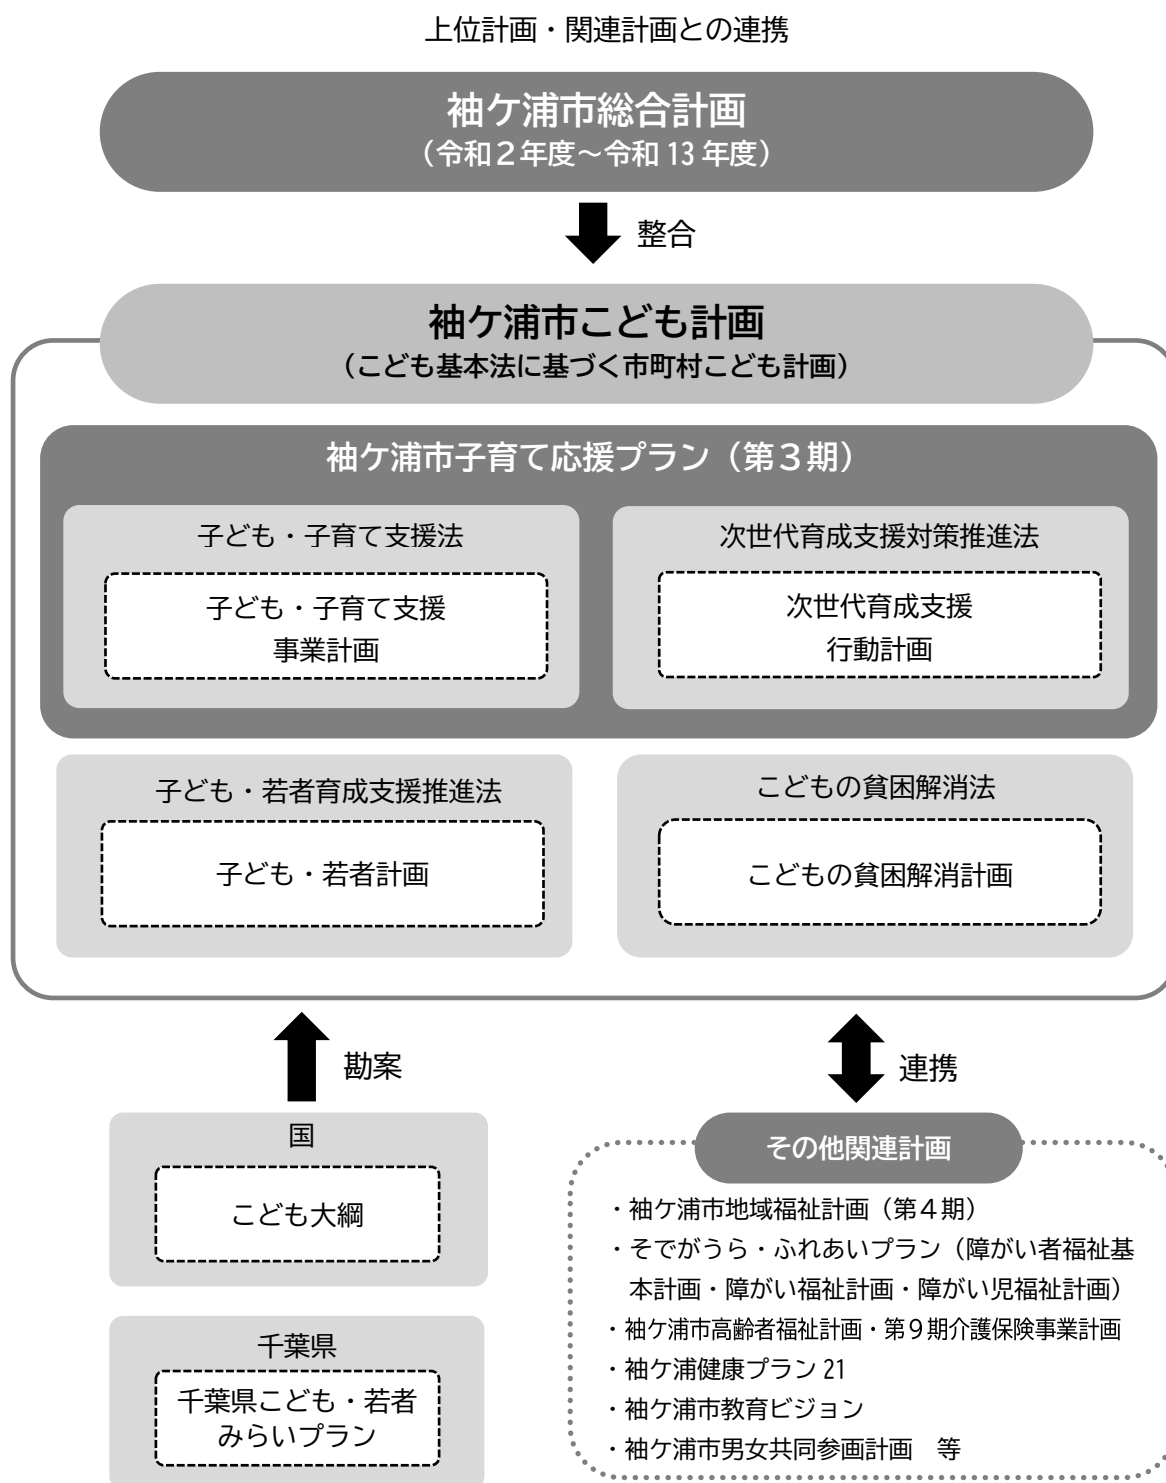 上位計画・関連計画との連携
袖ケ浦市総合計画
（令和２年度～令和 13 年度）
整合
袖ケ浦市こども計画
（こども基本法に基づく市町村こども計画）
袖ケ浦市子育て応援プラン（第３期）
子ども・子育て支援法
子ども・子育て支援
事業計画
次世代育成支援対策推進法
次世代育成支援
行動計画
子ども・若者育成支援推進法
子ども・若者計画
こどもの貧困解消法
こどもの貧困解消計画
勘案
連携
国
こども大綱
千葉県
千葉県こども・若者
みらいプラン
その他関連計画
・袖ケ浦市地域福祉計画（第４期）
・そでがうら・ふれあいプラン（障がい者福祉基
本計画・障がい福祉計画・障がい児福祉計画）
・袖ケ浦市高齢者福祉計画・第９期介護保険事業計画
・袖ケ浦健康プラン 21
・袖ケ浦市教育ビジョン
・袖ケ浦市男女共同参画計画　等